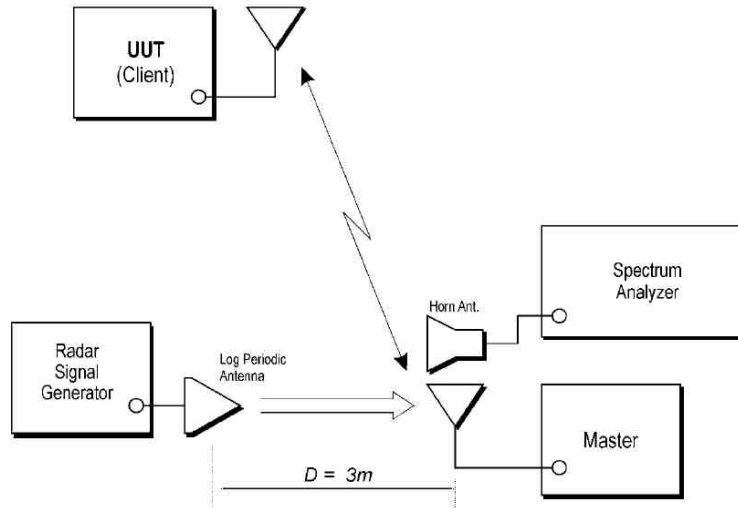 UUT
(Client)
Spectrum
Analyzer
Horn Ant.
Radar
Signal
Generator
Log Periodic
Antenna
Master
D = 3m